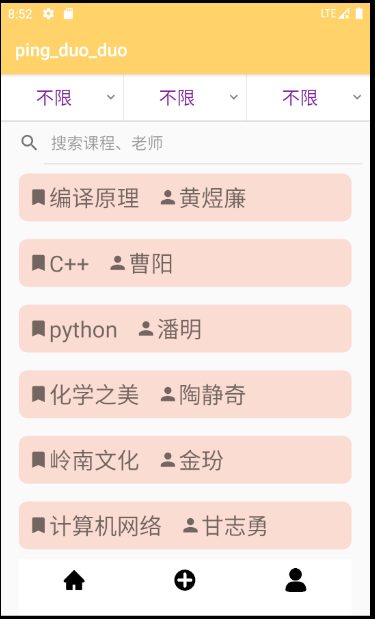 8:52 LTE
ping_duo_duo
不限 不限 不限
搜索课程、老师
编译原理 黄煜廉
C++ 曹阳
python 潘明
化学之美 陶静奇
岭南文化 金玢
计算机网络 甘志勇